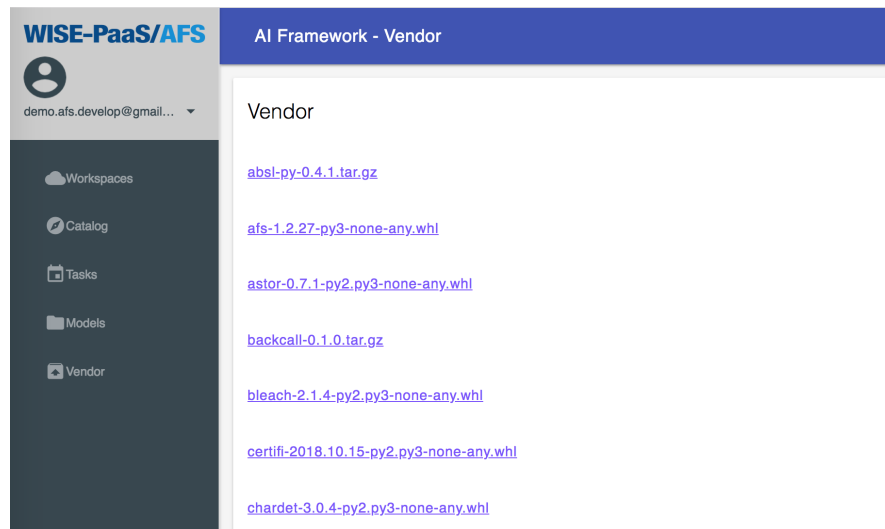 WISE-PaaS/AFS
demo.afs.develop@gmail...
Workspaces
Catalog
Tasks
Models
Vendor
AI Framework - Vendor
Vendor
absl-py-0.4.1.tar.gz
afs-1.2.27-py3-none-any.whl
astor-0.7.1-py2.py3-none-any.whl
backcall-0.1.0.tar.gz
bleach-2.1.4-py2.py3-none-any.whl
certifi-2018.10.15-py2.py3-none-any.whl
chardet-3.0.4-py2.py3-none-any.whl